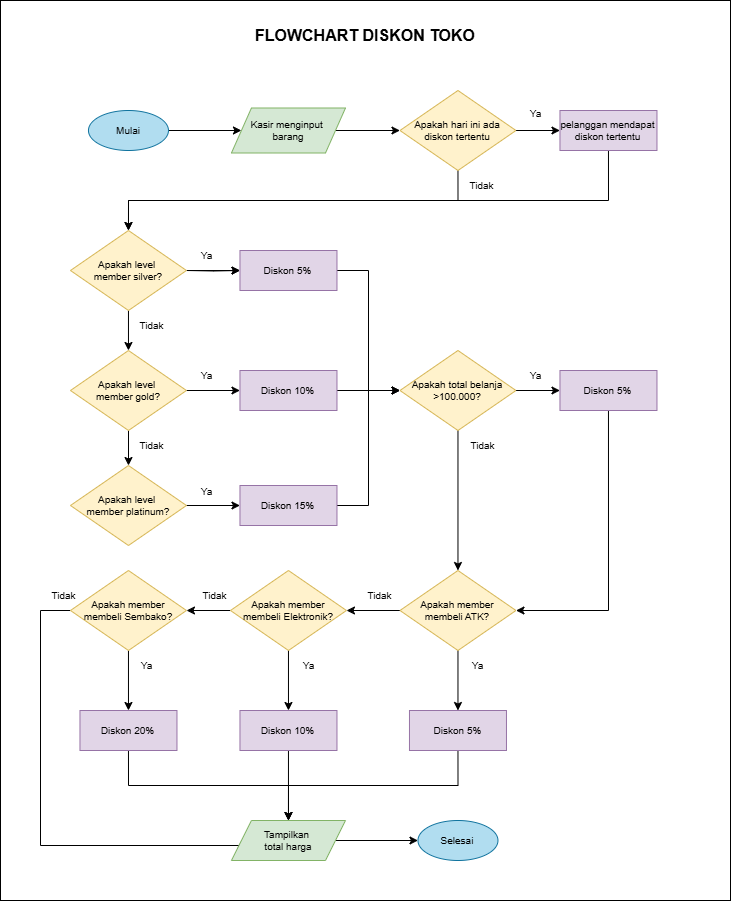 FLOWCHART DISKON TOKO
Mulai
Kasir menginput
barang
Apakah hari ini ada
diskon tertentu
Ya
pelanggan mendapat
diskon tertentu
Tidak
Apakah level
member silver?
Ya
Diskon 5%
Tidak
Apakah level
member gold?
Ya
Diskon 10%
Apakah total belanja
>100.000?
Ya
Diskon 5%
Tidak
Tidak
Apakah level
member platinum?
Ya
Diskon 15%
Tidak
Apakah member
membeli Sembako?
Tidak
Apakah member
membeli Elektronik?
Tidak
Apakah member
membeli ATK?
Ya
Ya
Ya
Diskon 20%
Diskon 10%
Diskon 5%
Tampilkan
total harga
Selesai